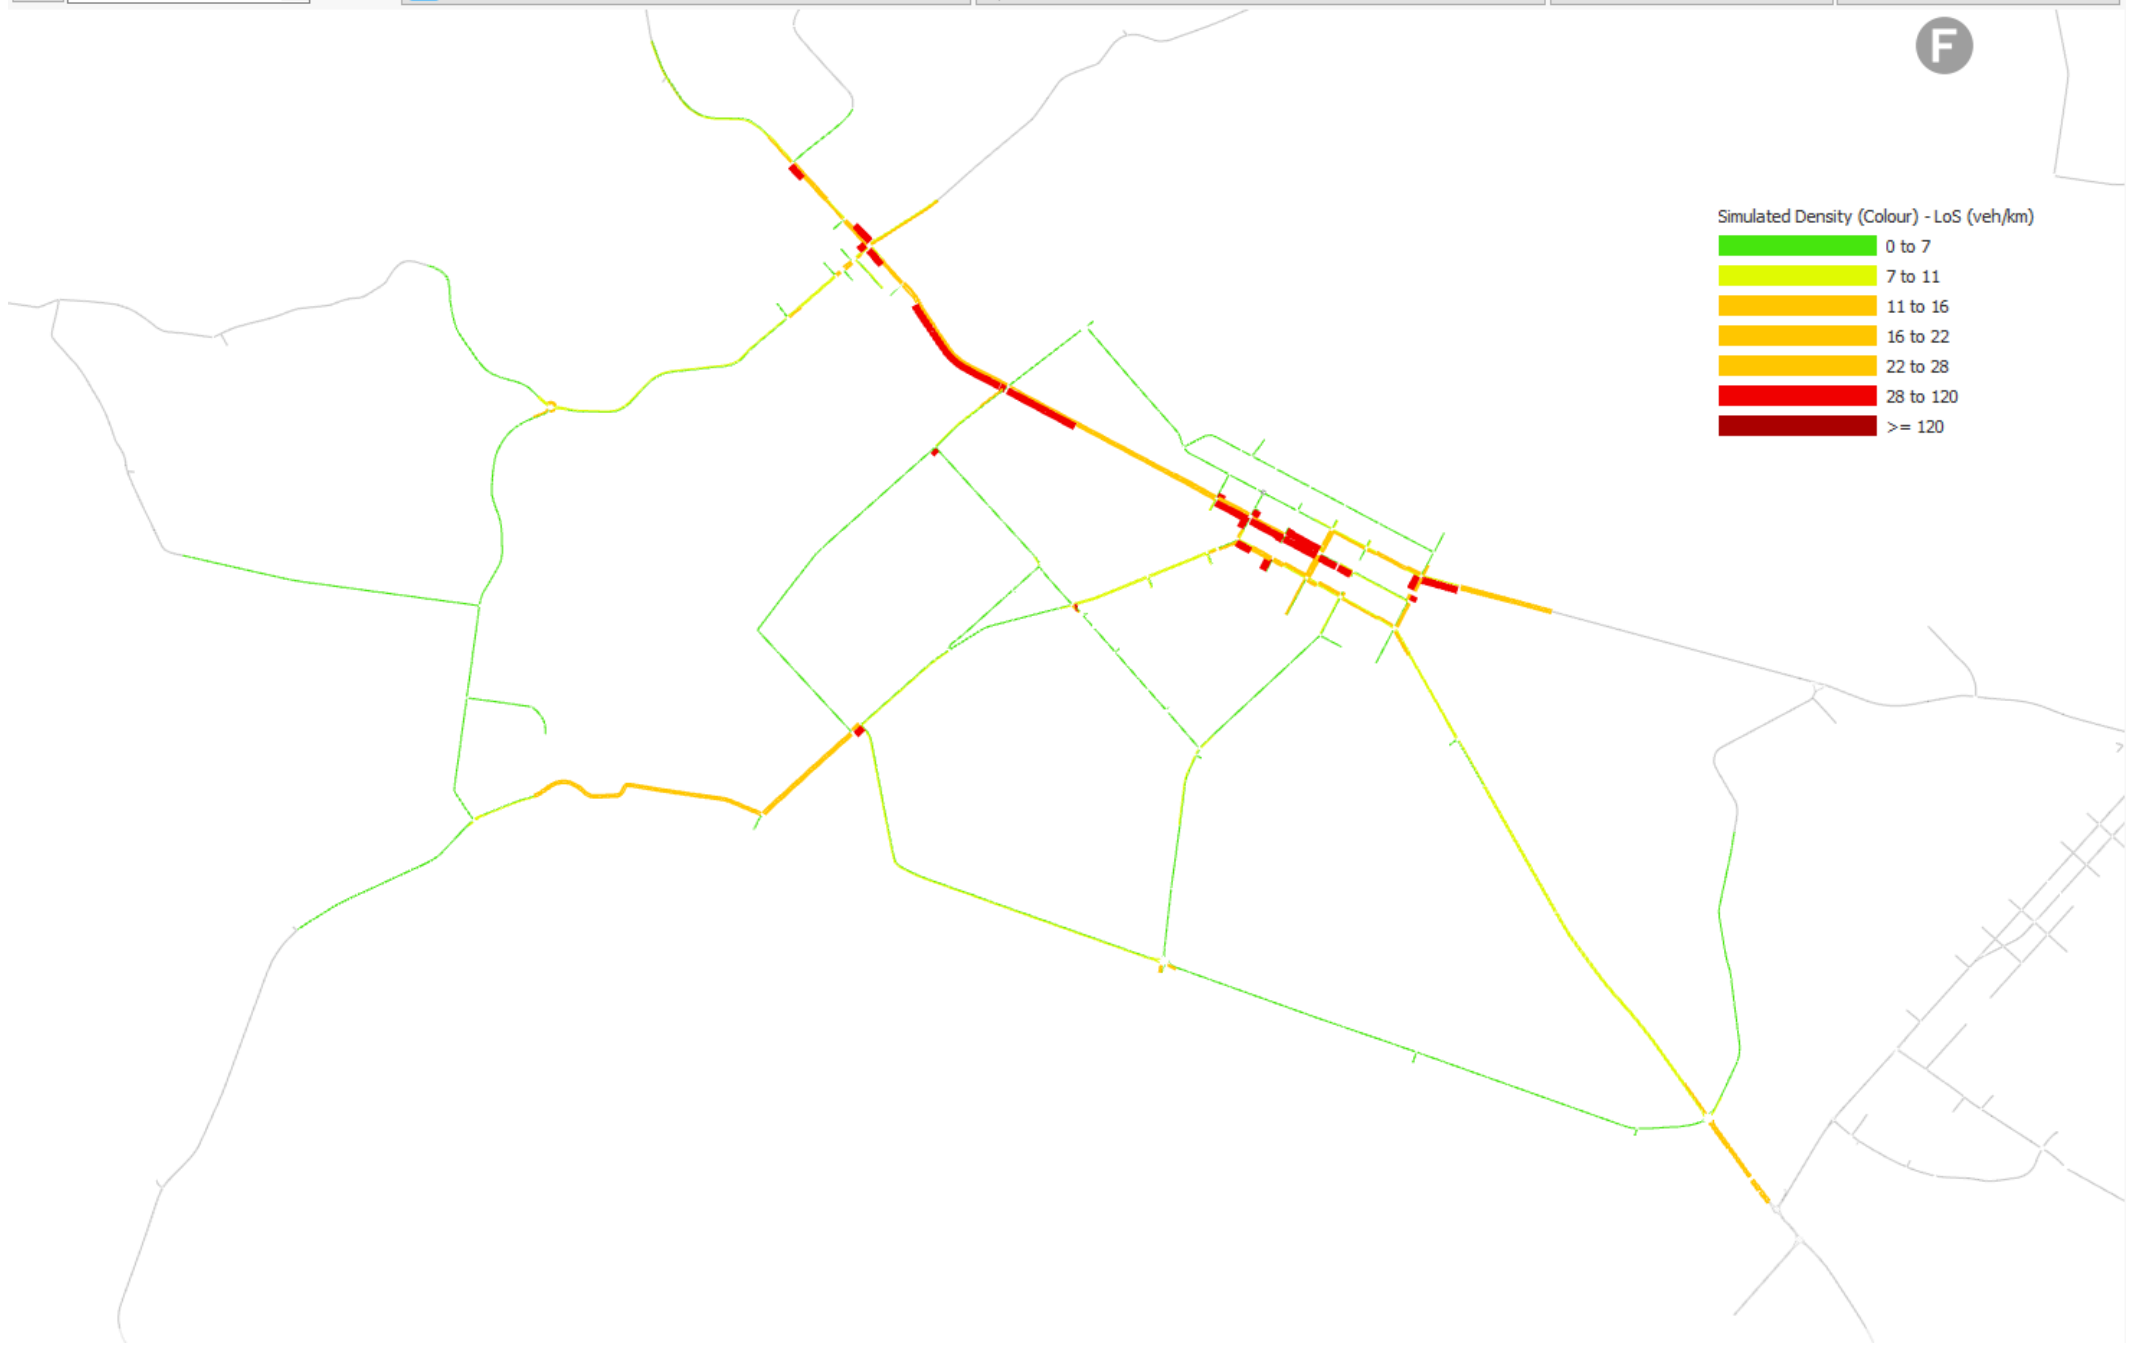 F
Simulated Density (Colour) - LoS (veh/km)
0 to 7
7 to 11
11 to 16
16 to 22
22 to 28
28 to 120
>= 120